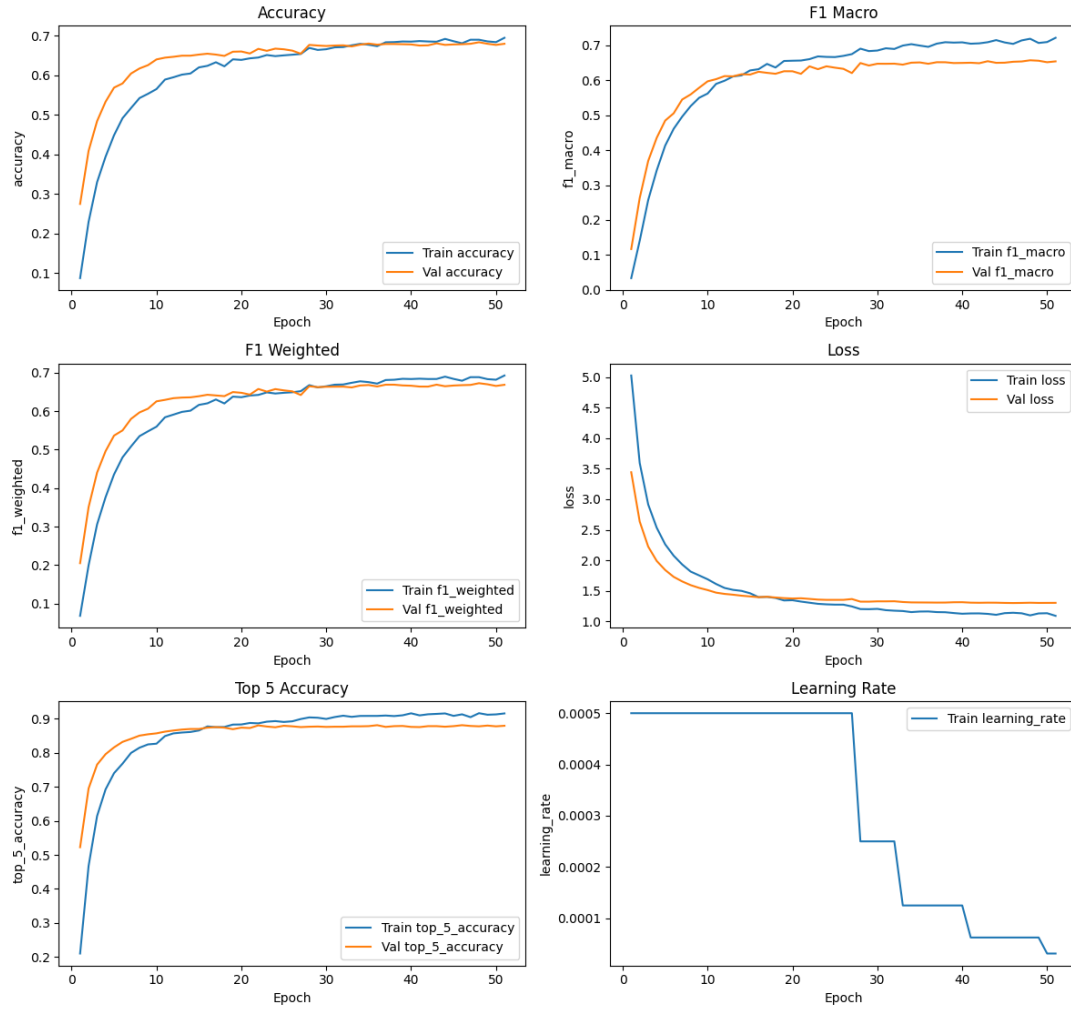 Accuracy
accuracy
0.7
0.6
0.5
0.4
0.3
0.2
0.1
0 10 20 30 40 50
Epoch
Train accuracy
Val accuracy
F1 Macro
f1_macro
0.7
0.6
0.5
0.4
0.3
0.2
0.1
0.0
0 10 20 30 40 50
Epoch
Train f1_macro
Val f1_macro
F1 Weighted
f1_weighted
0.7
0.6
0.5
0.4
0.3
0.2
0.1
0 10 20 30 40 50
Epoch
Train f1_weighted
Val f1_weighted
Loss
loss
5.0
4.5
4.0
3.5
3.0
2.5
2.0
1.5
1.0
0 10 20 30 40 50
Epoch
Train loss
Val loss
Top 5 Accuracy
top_5_accuracy
0.9
0.8
0.7
0.6
0.5
0.4
0.3
0.2
0 10 20 30 40 50
Epoch
Train top_5_accuracy
Val top_5_accuracy
Learning Rate
learning_rate
0.0005
0.0004
0.0003
0.0002
0.0001
0 10 20 30 40 50
Epoch
Train learning_rate